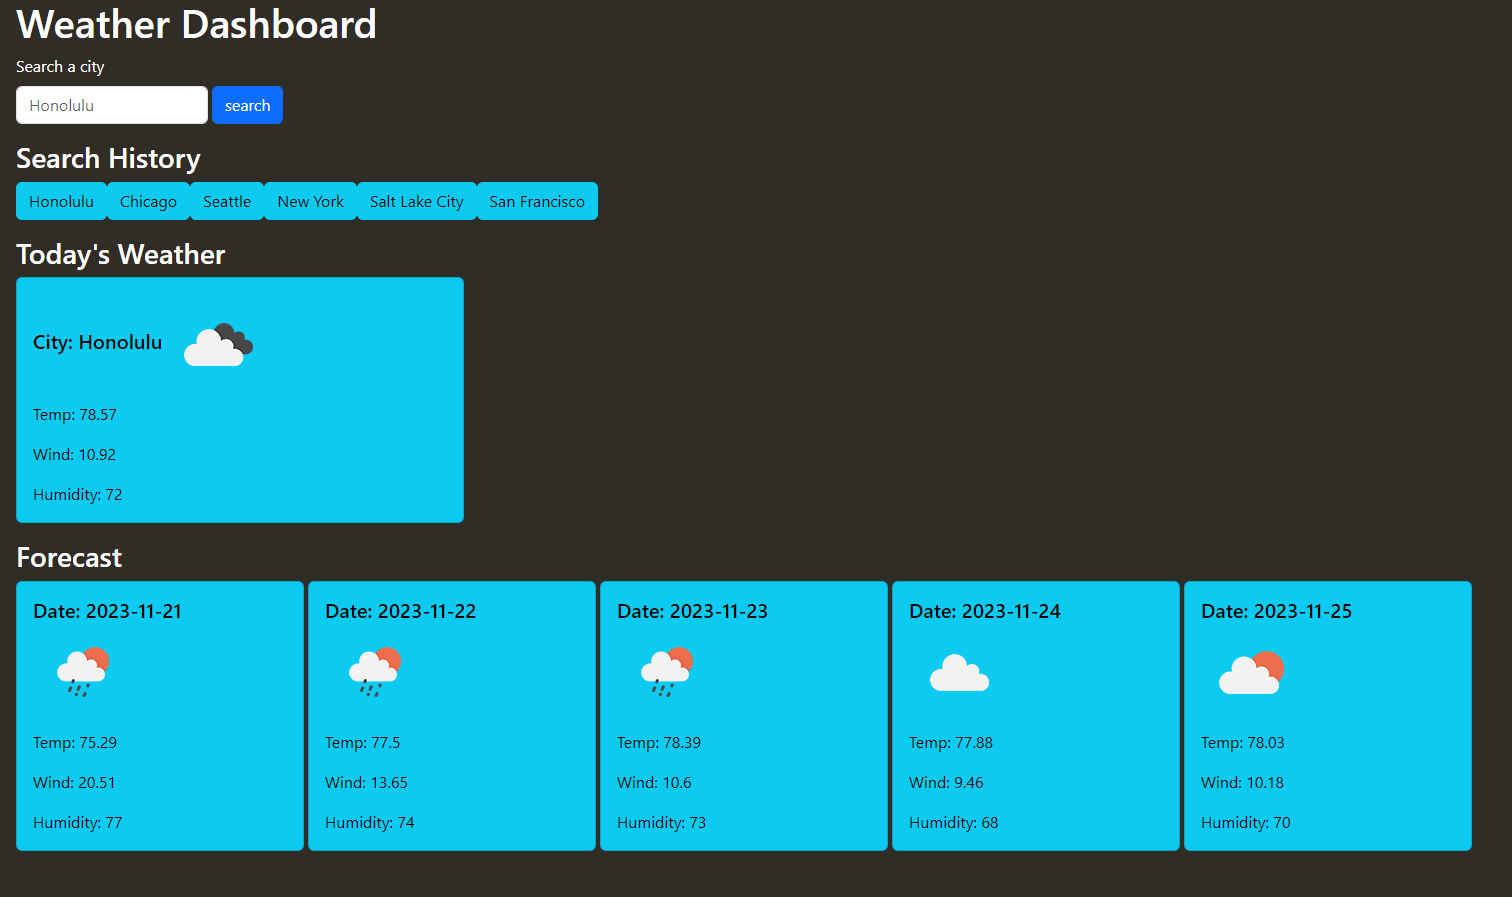 Weather Dashboard
Search a city
Honolulu search
Search History
Honolulu Chicago Seattle New York Salt Lake City San Francisco
Today's Weather
City: Honolulu
Temp: 78.57
Wind: 10.92
Humidity: 72
Forecast
Date: 2023-11-21
Temp: 75.29
Wind: 20.51
Humidity: 77
Date: 2023-11-22
Temp: 77.5
Wind: 13.65
Humidity: 74
Date: 2023-11-23
Temp: 78.39
Wind: 10.6
Humidity: 73
Date: 2023-11-24
Temp: 77.88
Wind: 9.46
Humidity: 68
Date: 2023-11-25
Temp: 78.03
Wind: 10.18
Humidity: 70